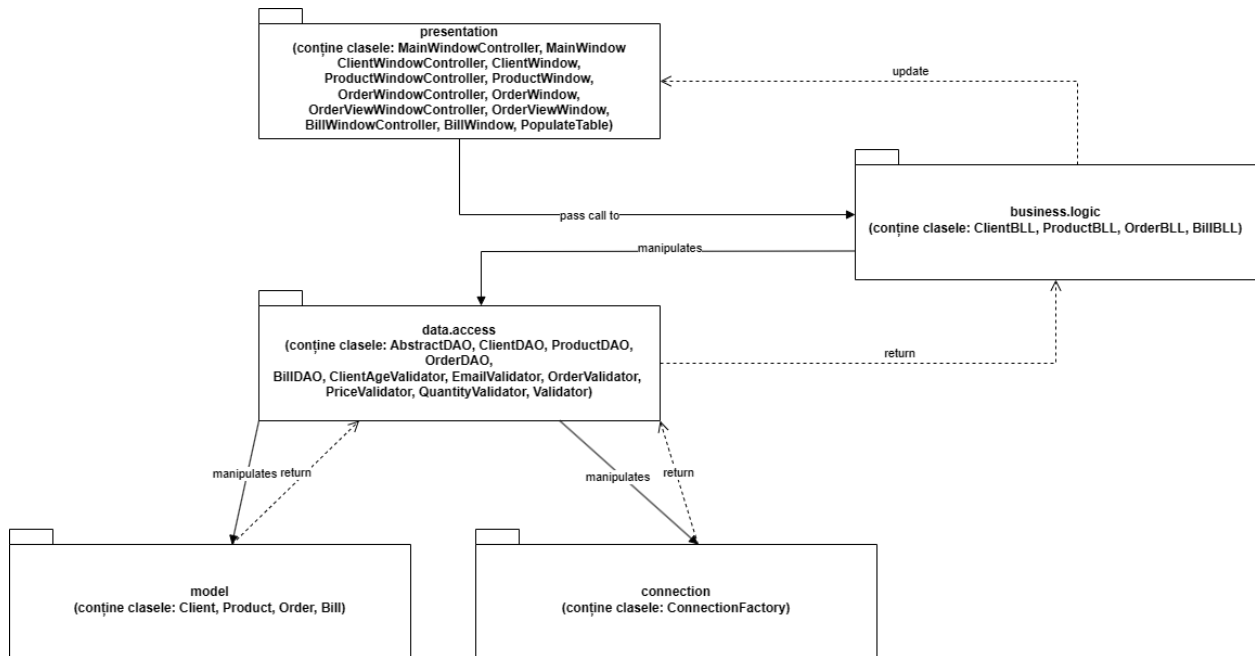 presentation
(conține clasele: MainWindowController, MainWindow
ClientWindowController, ClientWindow,
ProductWindowController, ProductWindow,
OrderWindowController, OrderWindow,
OrderViewWindowController, OrderViewWindow,
BillWindowController, BillWindow, PopulateTable)
update
pass call to
business.logic
(conține clasele: ClientBLL, ProductBLL, OrderBLL, BillBLL)
manipulates
data.access
(conține clasele: AbstractDAO, ClientDAO, ProductDAO,
OrderDAO,
BillDAO, ClientAgeValidator, EmailValidator, OrderValidator,
PriceValidator, QuantityValidator, Validator)
return
manipulates
return
manipulates
return
model
(conține clasele: Client, Product, Order, Bill)
connection
(conține clasele: ConnectionFactory)